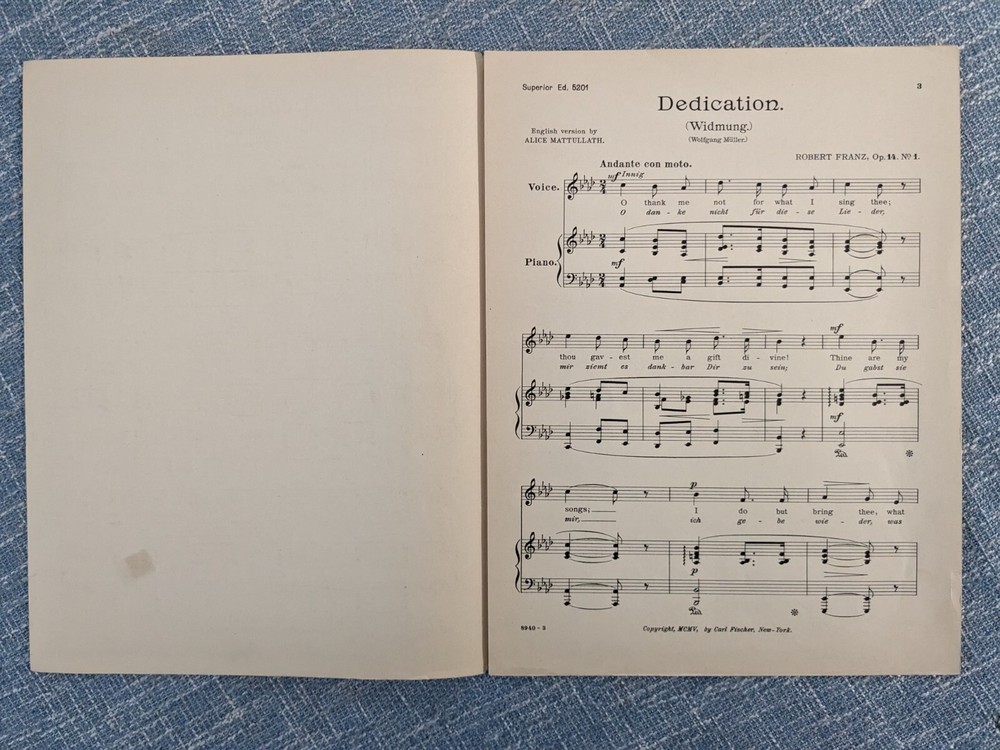 Superior Ed. 5201
3
Dedication.
(Widmung.)
(Wolfgang Müller.)
English version by
ALICE MATTULLATH.
ROBERT FRANZ, Op. 14. Nº 1.
Andante con moto.
mf Innig
Voice.
O thank me not for what I sing thee;
O dan - ke nicht für die - se Lie - der,
Piano.
mf
mf
thou gav - est me a gift di - vine! Thine are my
mir ziemt es dank - bar Dir zu sein; Du gabst sie
mf
Ped. *
p
songs; I do but bring thee, what
mir, ich ge - be wie - der, was
p
Ped. *
8940 - 3
Copyright, MCMV, by Carl Fischer, New-York.